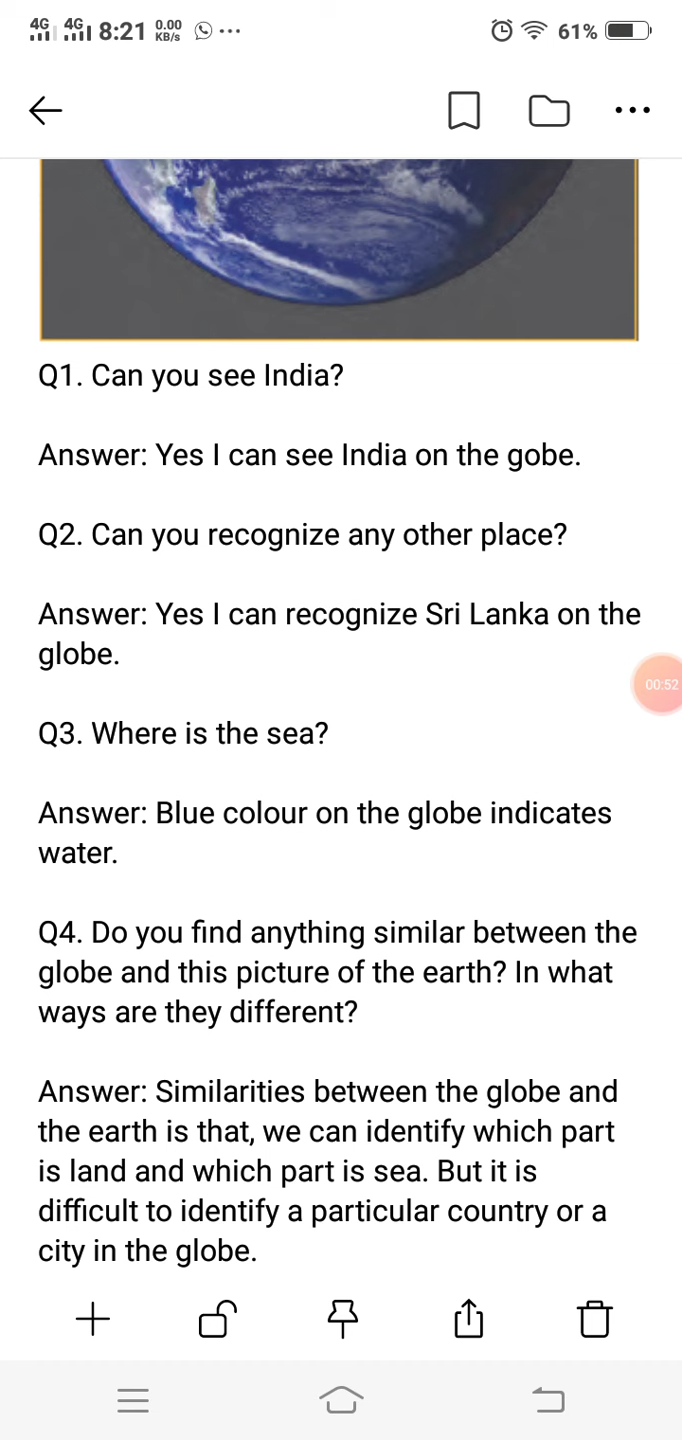 4G 4G 8:21 0.00 KB/s ... 61%
Q1. Can you see India?
Answer: Yes I can see India on the gobe.
Q2. Can you recognize any other place?
Answer: Yes I can recognize Sri Lanka on the
globe.
00:52
Q3. Where is the sea?
Answer: Blue colour on the globe indicates
water.
Q4. Do you find anything similar between the
globe and this picture of the earth? In what
ways are they different?
Answer: Similarities between the globe and
the earth is that, we can identify which part
is land and which part is sea. But it is
difficult to identify a particular country or a
city in the globe.